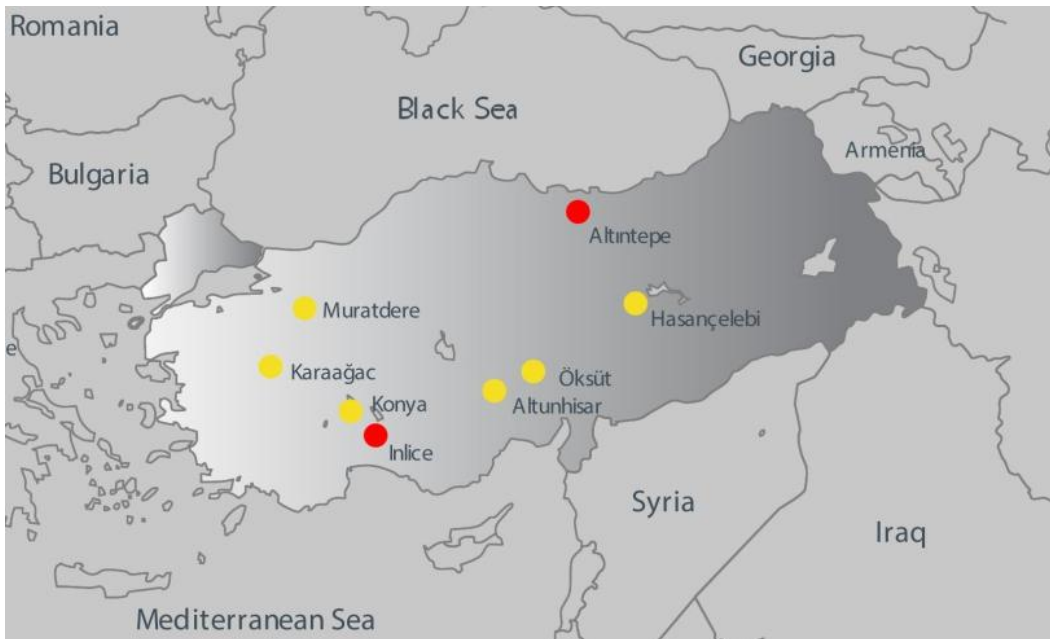 Romania
Georgia
Black Sea
Armenia
Bulgaria
Altıntepe
Muratdere
Hasançelebi
e
Karaağac
Öksüt
Konya
Altunhisar
Inlice
Syria
Iraq
Mediterranean Sea